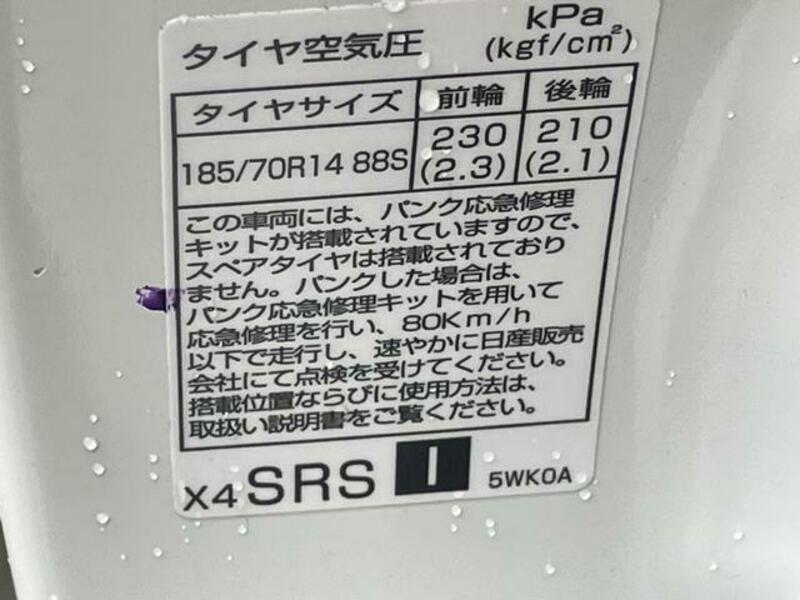 タイヤ空気圧 kPa (kgf/cm²)
タイヤサイズ 前輪 後輪
185/70R14 88S 230 (2.3) 210 (2.1)
この車両には、パンク応急修理
キットが搭載されていますので、
スペアタイヤは搭載されており
ません。パンクした場合は、
パンク応急修理キットを用いて
応急修理を行い、80Km/h
以下で走行し、速やかに日産販売
会社にて点検を受けてください。
搭載位置ならびに使用方法は、
取扱い説明書をご覧ください。
X4 SRS I 5WK0A